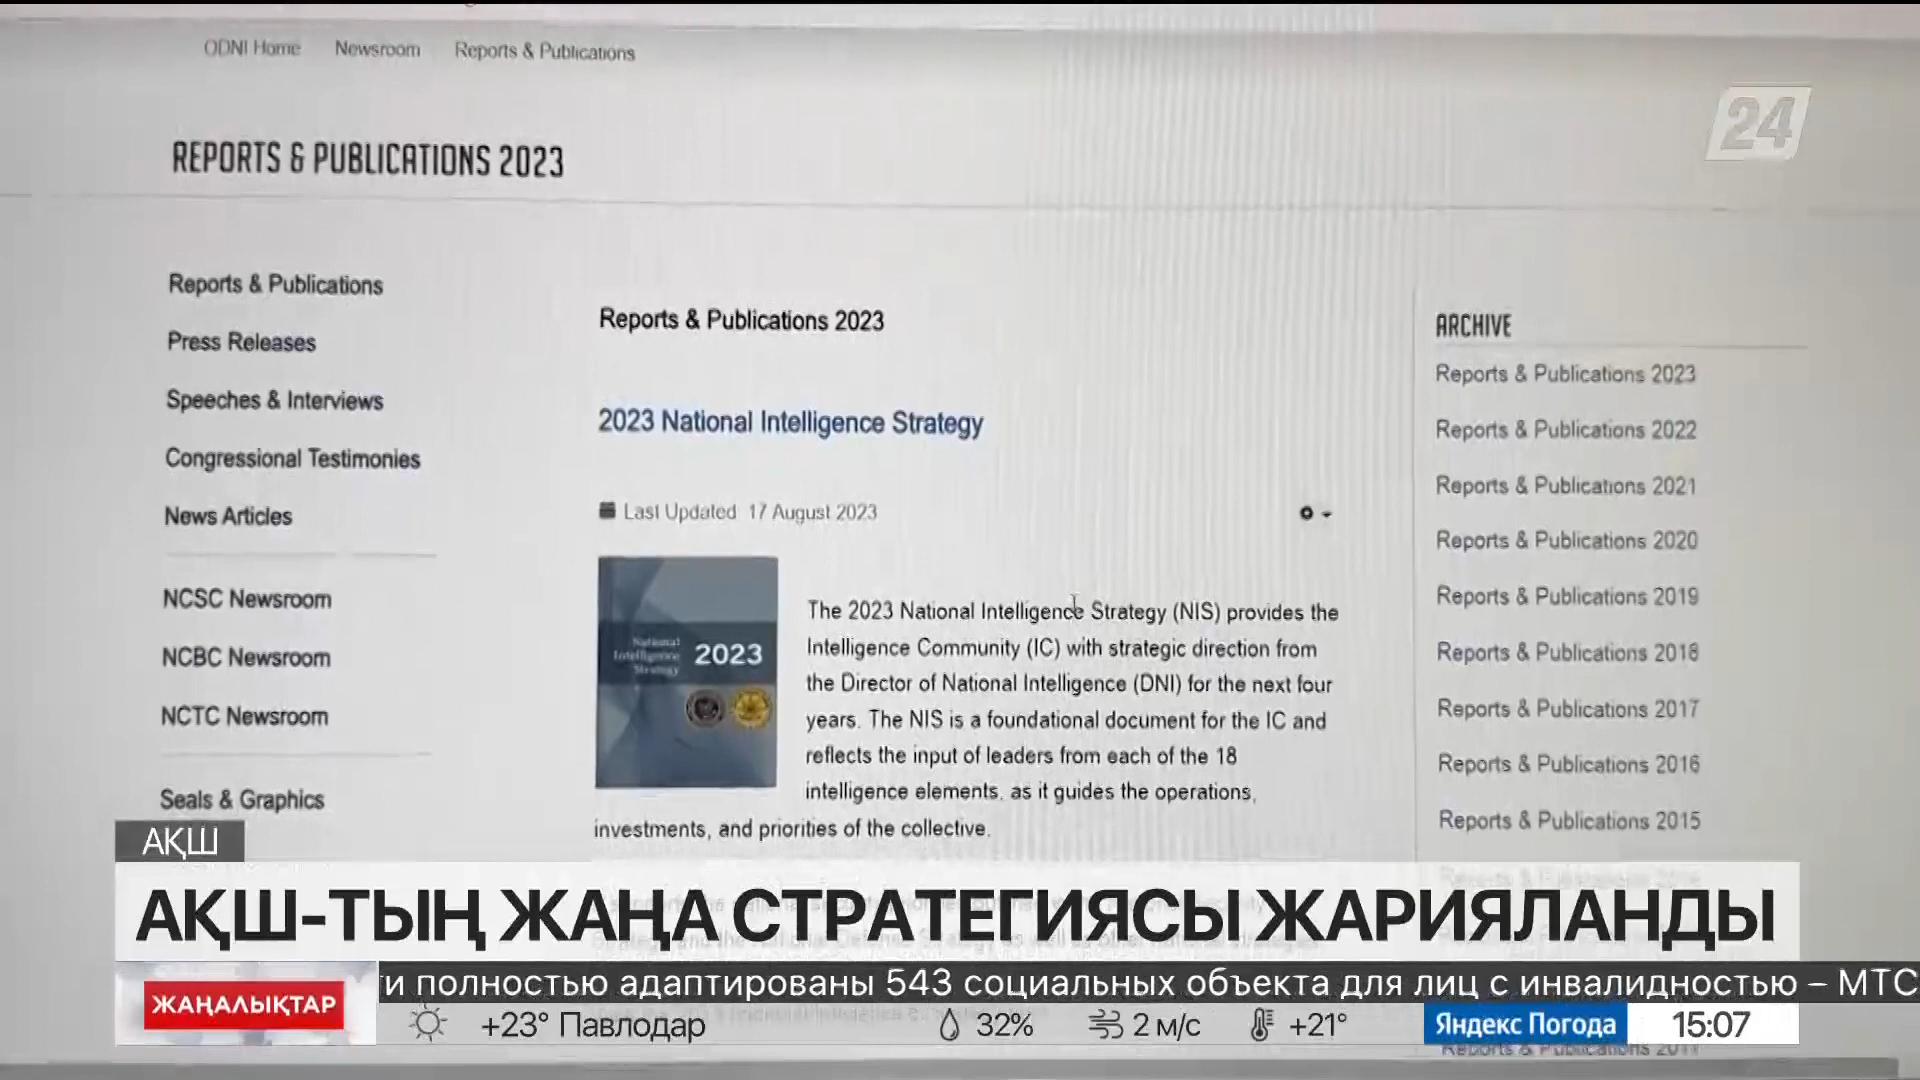 ODNI Home Newsroom Reports & Publications
24
REPORTS & PUBLICATIONS 2023
Reports & Publications
Press Releases
Speeches & Interviews
Congressional Testimonies
News Articles
NCSC Newsroom
NCBC Newsroom
NCTC Newsroom
Seals & Graphics
Reports & Publications 2023
2023 National Intelligence Strategy
Last Updated 17 August 2023
National
Intelligence
Strategy
2023
The 2023 National Intelligence Strategy (NIS) provides the
Intelligence Community (IC) with strategic direction from
the Director of National Intelligence (DNI) for the next four
years. The NIS is a foundational document for the IC and
reflects the input of leaders from each of the 18
intelligence elements, as it guides the operations,
investments, and priorities of the collective.
ARCHIVE
Reports & Publications 2023
Reports & Publications 2022
Reports & Publications 2021
Reports & Publications 2020
Reports & Publications 2019
Reports & Publications 2018
Reports & Publications 2017
Reports & Publications 2016
Reports & Publications 2015
АҚШ
АҚШ-ТЫҢ ЖАҢА СТРАТЕГИЯСЫ ЖАРИЯЛАНДЫ
ЖАҢАЛЫҚТАР
ти полностью адаптированы 543 социальных объекта для лиц с инвалидностью – МТС
+23° Павлодар 32% 2 м/с +21° Яндекс Погода 15:07
Reports & Publications 2011